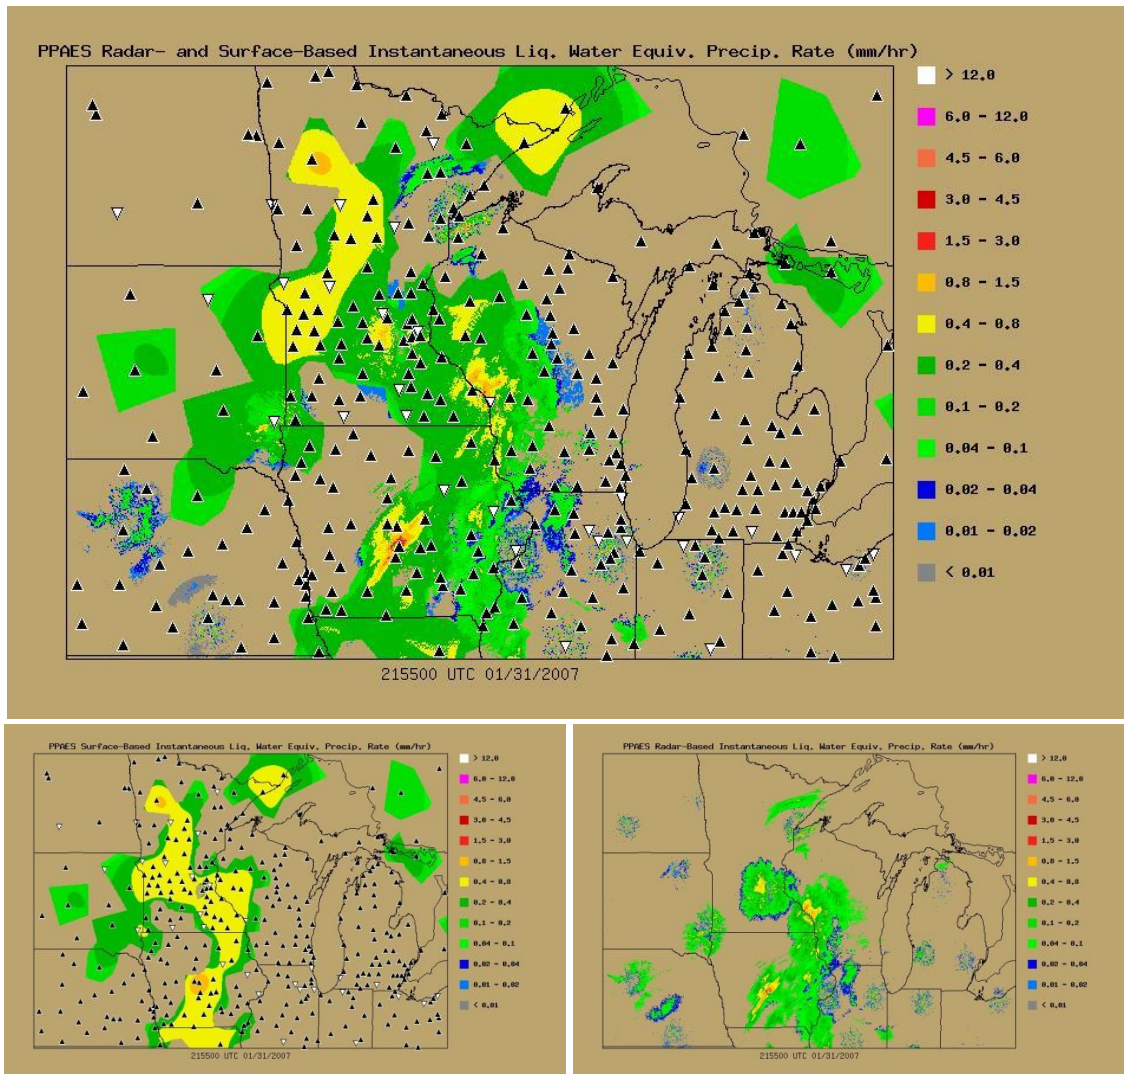 PPAES Radar- and Surface-Based Instantaneous Liq. Water Equiv. Precip. Rate (mm/hr)
> 12.0
6.0 - 12.0
4.5 - 6.0
3.0 - 4.5
1.5 - 3.0
0.8 - 1.5
0.4 - 0.8
0.2 - 0.4
0.1 - 0.2
0.04 - 0.1
0.02 - 0.04
0.01 - 0.02
< 0.01
215500 UTC 01/31/2007
PPAES Surface-Based Instantaneous Liq. Water Equiv. Precip. Rate (mm/hr)
> 12.0
6.0 - 12.0
4.5 - 6.0
3.0 - 4.5
1.5 - 3.0
0.8 - 1.5
0.4 - 0.8
0.2 - 0.4
0.1 - 0.2
0.04 - 0.1
0.02 - 0.04
0.01 - 0.02
< 0.01
215500 UTC 01/31/2007
PPAES Radar-Based Instantaneous Liq. Water Equiv. Precip. Rate (mm/hr)
> 12.0
6.0 - 12.0
4.5 - 6.0
3.0 - 4.5
1.5 - 3.0
0.8 - 1.5
0.4 - 0.8
0.2 - 0.4
0.1 - 0.2
0.04 - 0.1
0.02 - 0.04
0.01 - 0.02
< 0.01
215500 UTC 01/31/2007